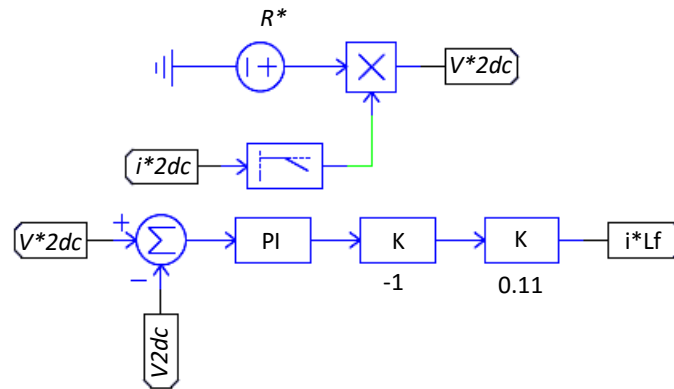 R*
V*2dc
i*2dc
V*2dc
+
Σ
−
PI
K
K
i*Lf
-1
0.11
V2dc